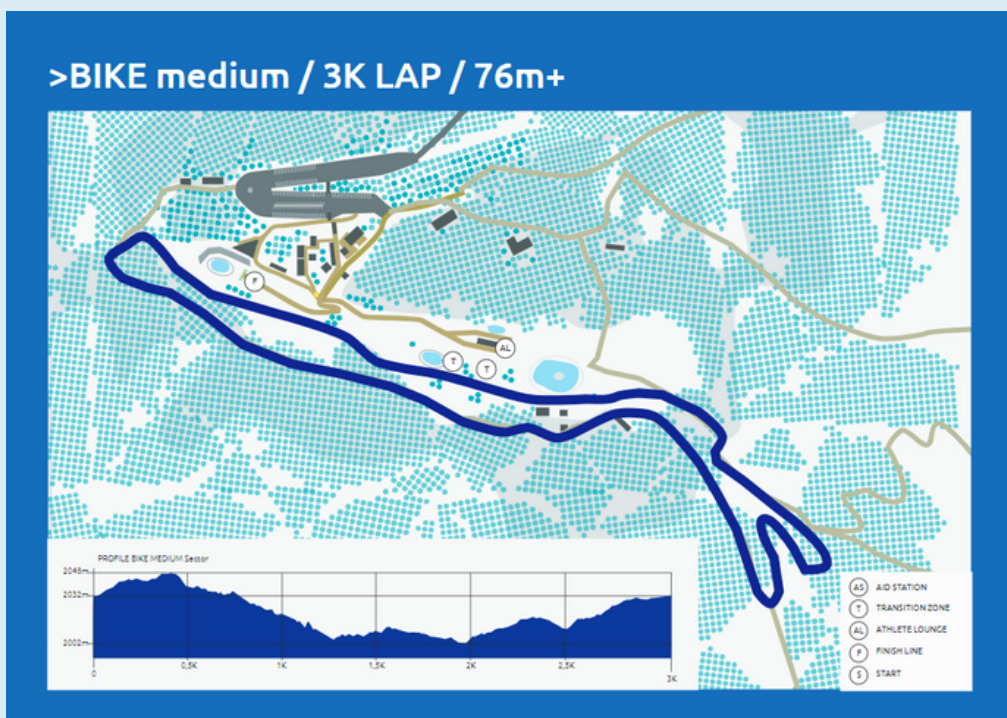 >BIKE medium / 3K LAP / 76m+
F
AL
T
T
PROFILE BIKE MEDIUM Sector
2048m
2032m
2002m
0
0,5K
1K
1,5K
2K
2,5K
3K
AS AID STATION
T TRANSITION ZONE
AL ATHLETE LOUNGE
F FINISH LINE
S START